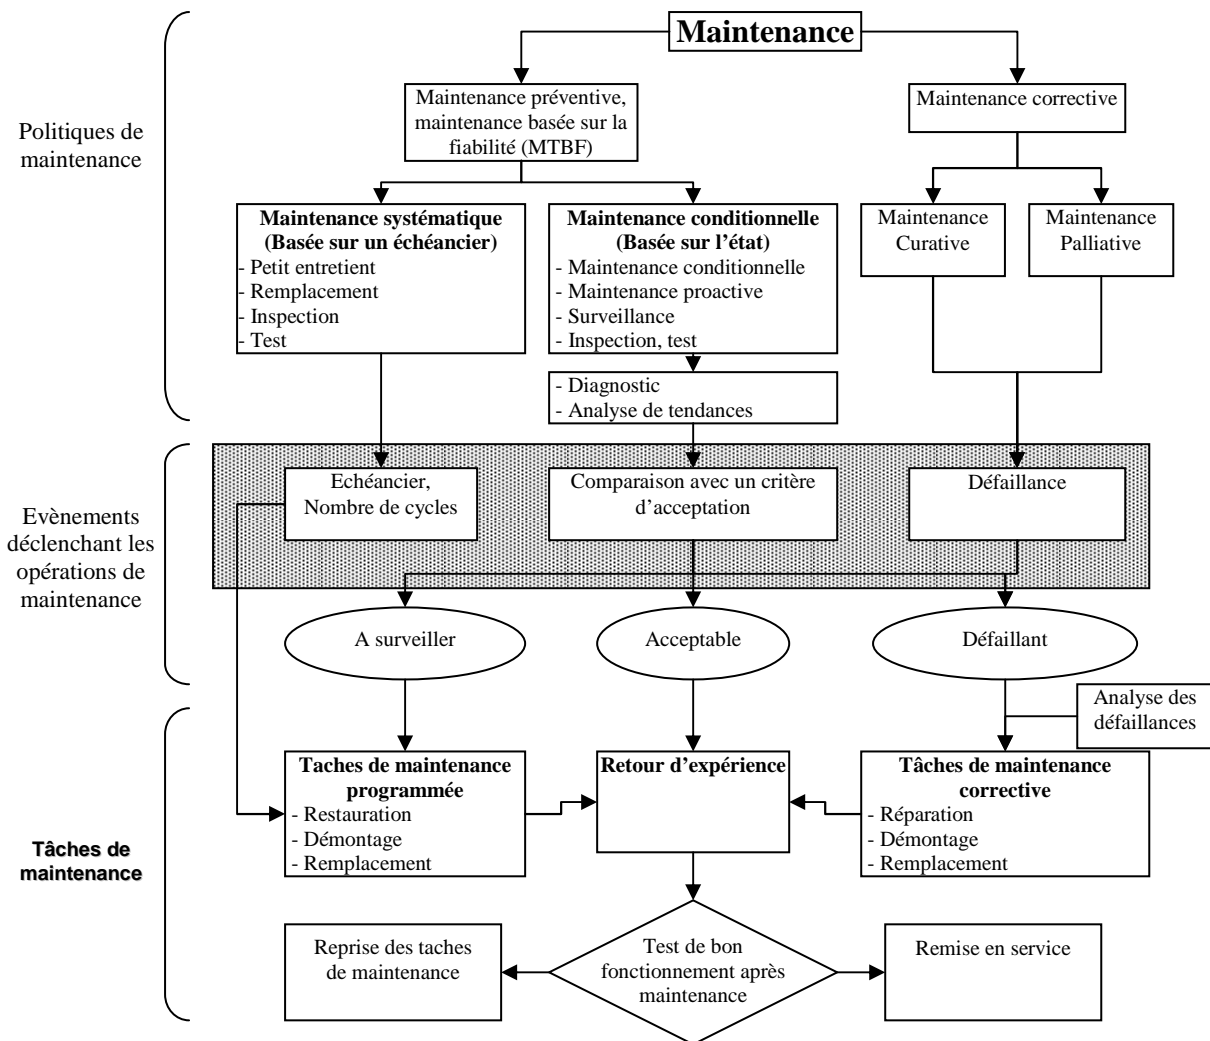 Maintenance
Maintenance préventive,
maintenance basée sur la
fiabilité (MTBF)
Maintenance corrective
Politiques de
maintenance
Maintenance systématique
(Basée sur un échéancier)
- Petit entretient
- Remplacement
- Inspection
- Test
Maintenance conditionnelle
(Basée sur l’état)
- Maintenance conditionnelle
- Maintenance proactive
- Surveillance
- Inspection, test
Maintenance
Curative
Maintenance
Palliative
- Diagnostic
- Analyse de tendances
Evènements
déclenchant les
opérations de
maintenance
Echéancier,
Nombre de cycles
Comparaison avec un critère
d’acceptation
Défaillance
A surveiller
Acceptable
Défaillant
Analyse des
défaillances
Tâches de
maintenance
Taches de maintenance
programmée
- Restauration
- Démontage
- Remplacement
Retour d’expérience
Tâches de maintenance
corrective
- Réparation
- Démontage
- Remplacement
Reprise des taches
de maintenance
Test de bon
fonctionnement après
maintenance
Remise en service